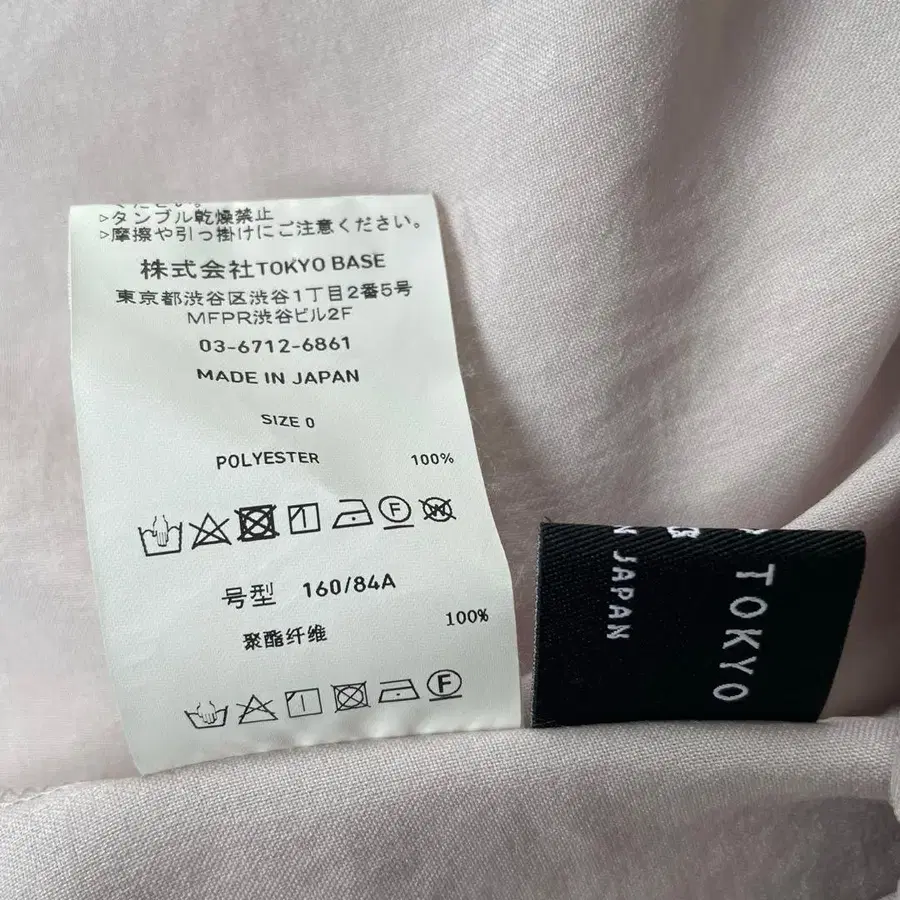 ください。
▷タンブル乾燥禁止
▷摩擦や引っ掛けにご注意ください。
株式会社TOKYO BASE
東京都渋谷区渋谷1丁目2番5号
MFPR渋谷ビル2F
03-6712-6861
MADE IN JAPAN
SIZE 0
POLYESTER 100%
F W
号型 160/84A
聚酯纤维 100%
F
TOKYO
N JAPAN